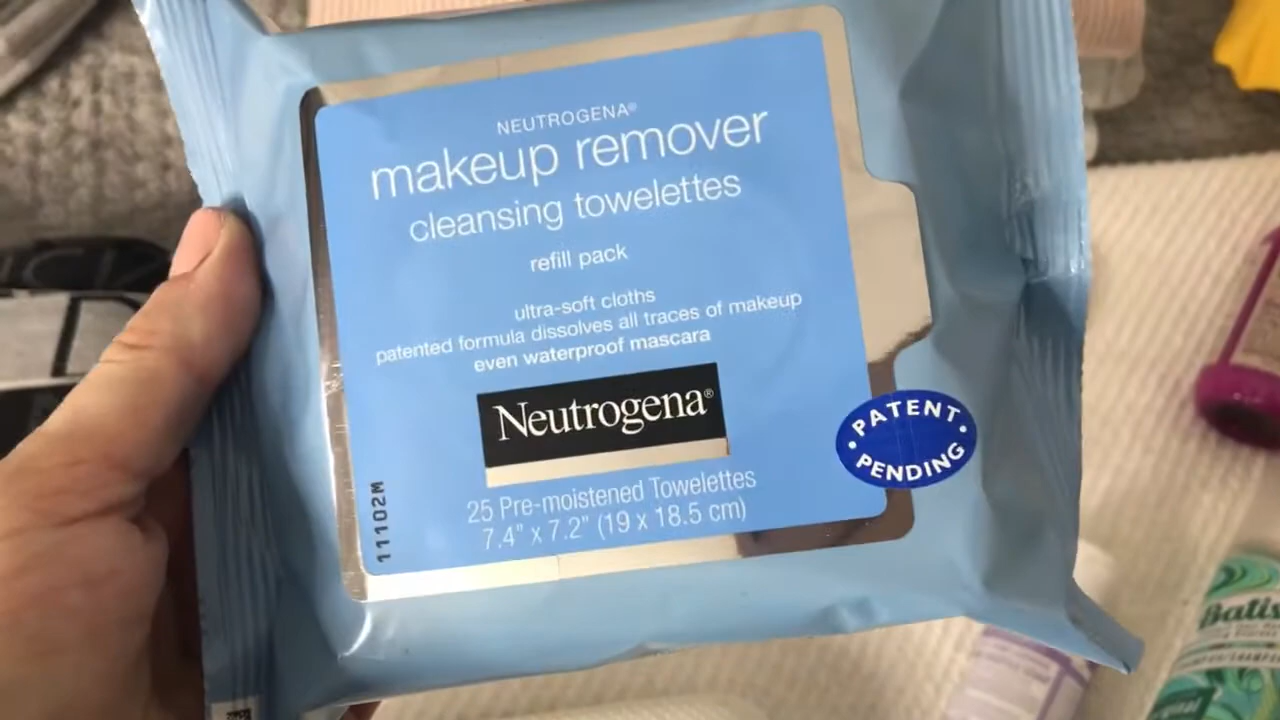 NEUTROGENA®
makeup remover
cleansing towelettes
refill pack
ultra-soft cloths
patented formula dissolves all traces of makeup
even waterproof mascara
Neutrogena®
PATENT
PENDING
25 Pre-moistened Towelettes
7.4" x 7.2" (19 x 18.5 cm)
11102M
Batis